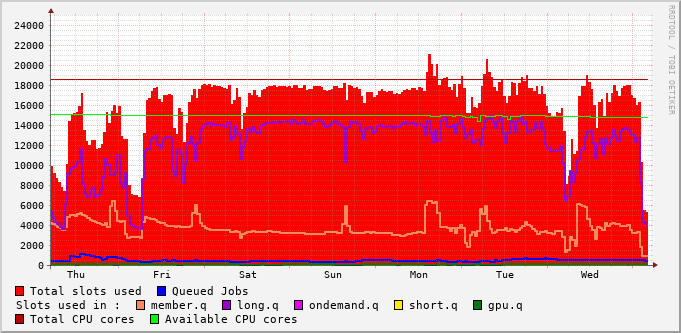 RRDTOOL / TOBI OETIKER
24000
22000
20000
18000
16000
14000
12000
10000
8000
6000
4000
2000
0
Thu Fri Sat Sun Mon Tue Wed
Total slots used Queued Jobs
Slots used in : member.q long.q ondemand.q short.q gpu.q
Total CPU cores Available CPU cores